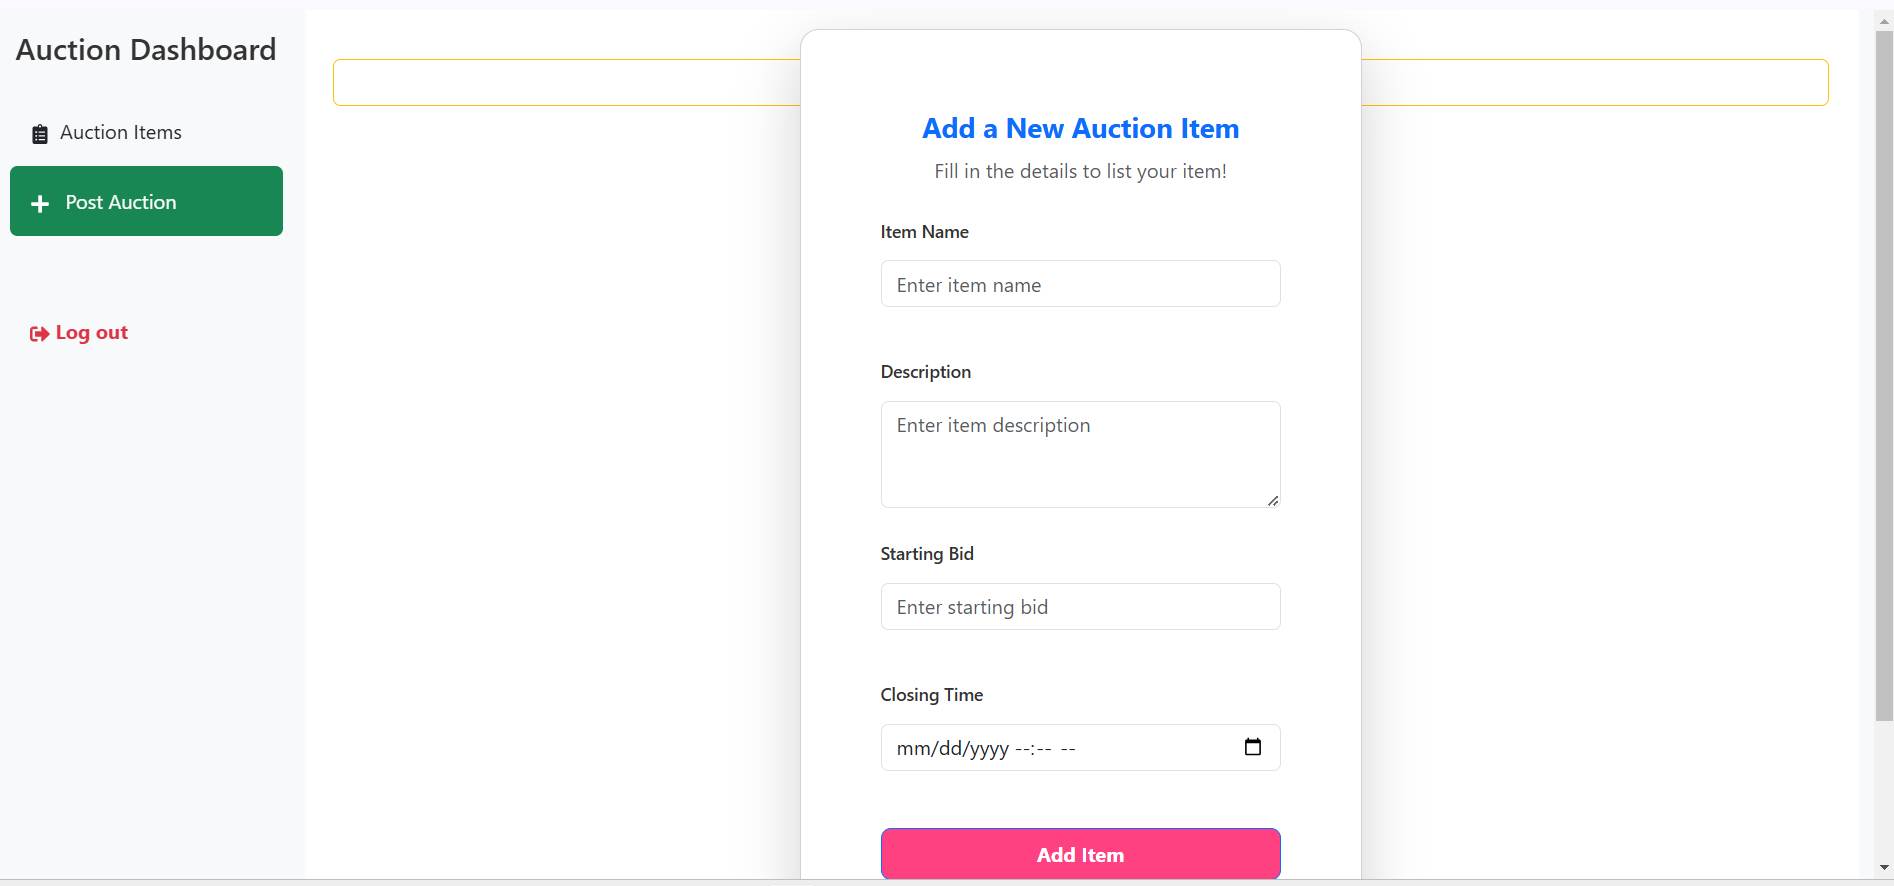 Auction Dashboard
Auction Items
Post Auction
Log out
Add a New Auction Item
Fill in the details to list your item!
Item Name
Enter item name
Description
Enter item description
Starting Bid
Enter starting bid
Closing Time
mm/dd/yyyy --:-- --
Add Item